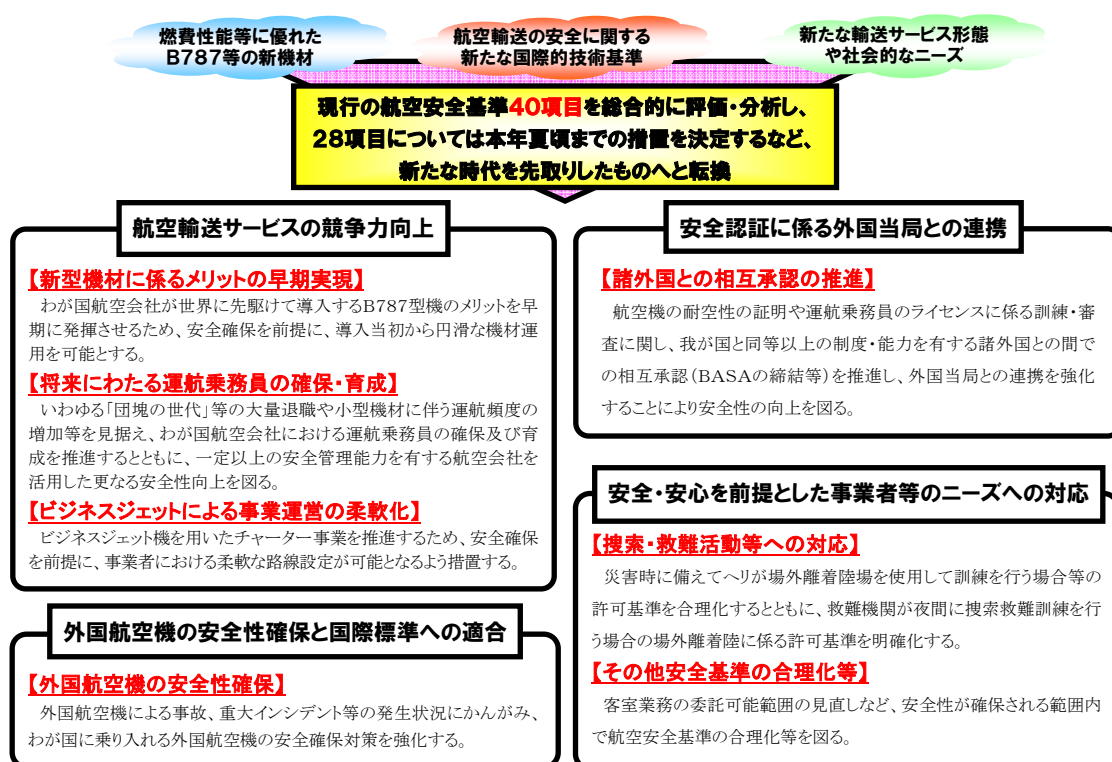 燃費性能等に優れた
B787等の新機材
航空輸送の安全に関する
新たな国際的技術基準
新たな輸送サービス形態
や社会的なニーズ
現行の航空安全基準40項目を総合的に評価・分析し、
28項目については本年夏頃までの措置を決定するなど、
新たな時代を先取りしたものへと転換
航空輸送サービスの競争力向上
【新型機材に係るメリットの早期実現】
わが国航空会社が世界に先駆けて導入するB787型機のメリットを早
期に発揮させるため、安全確保を前提に、導入当初から円滑な機材運
用を可能とする。
【将来にわたる運航乗務員の確保・育成】
いわゆる「団塊の世代」等の大量退職や小型機材に伴う運航頻度の
増加等を見据え、わが国航空会社における運航乗務員の確保及び育
成を推進するとともに、一定以上の安全管理能力を有する航空会社を
活用した更なる安全性向上を図る。
【ビジネスジェットによる事業運営の柔軟化】
ビジネスジェット機を用いたチャーター事業を推進するため、安全確保
を前提に、事業者における柔軟な路線設定が可能となるよう措置する。
外国航空機の安全性確保と国際標準への適合
【外国航空機の安全性確保】
外国航空機による事故、重大インシデント等の発生状況にかんがみ、
わが国に乗り入れる外国航空機の安全確保対策を強化する。
安全認証に係る外国当局との連携
【諸外国との相互承認の推進】
航空機の耐空性の証明や運航乗務員のライセンスに係る訓練・審
査に関し、我が国と同等以上の制度・能力を有する諸外国との間で
の相互承認(BASAの締結等)を推進し、外国当局との連携を強化
することにより安全性の向上を図る。
安全・安心を前提とした事業者等のニーズへの対応
【捜索・救難活動等への対応】
災害時に備えてヘリが場外離着陸場を使用して訓練を行う場合等の
許可基準を合理化するとともに、救難機関が夜間に捜索救難訓練を行
う場合の場外離着陸に係る許可基準を明確化する。
【その他安全基準の合理化等】
客室業務の委託可能範囲の見直しなど、安全性が確保される範囲内
で航空安全基準の合理化等を図る。